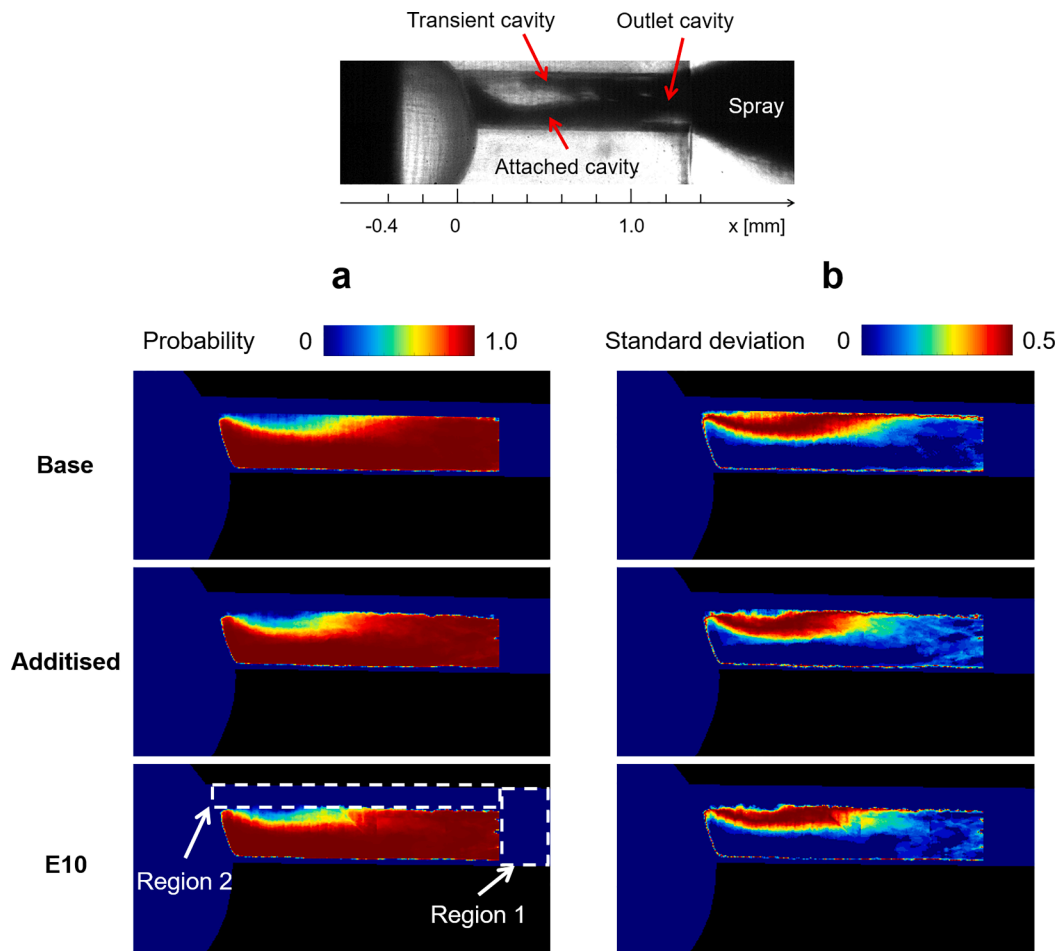 Transient cavity
Outlet cavity
Spray
Attached cavity
-0.4 0 1.0 x [mm]
a
b
Probability 0 1.0
Standard deviation 0 0.5
Base
Additised
E10
Region 2
Region 1